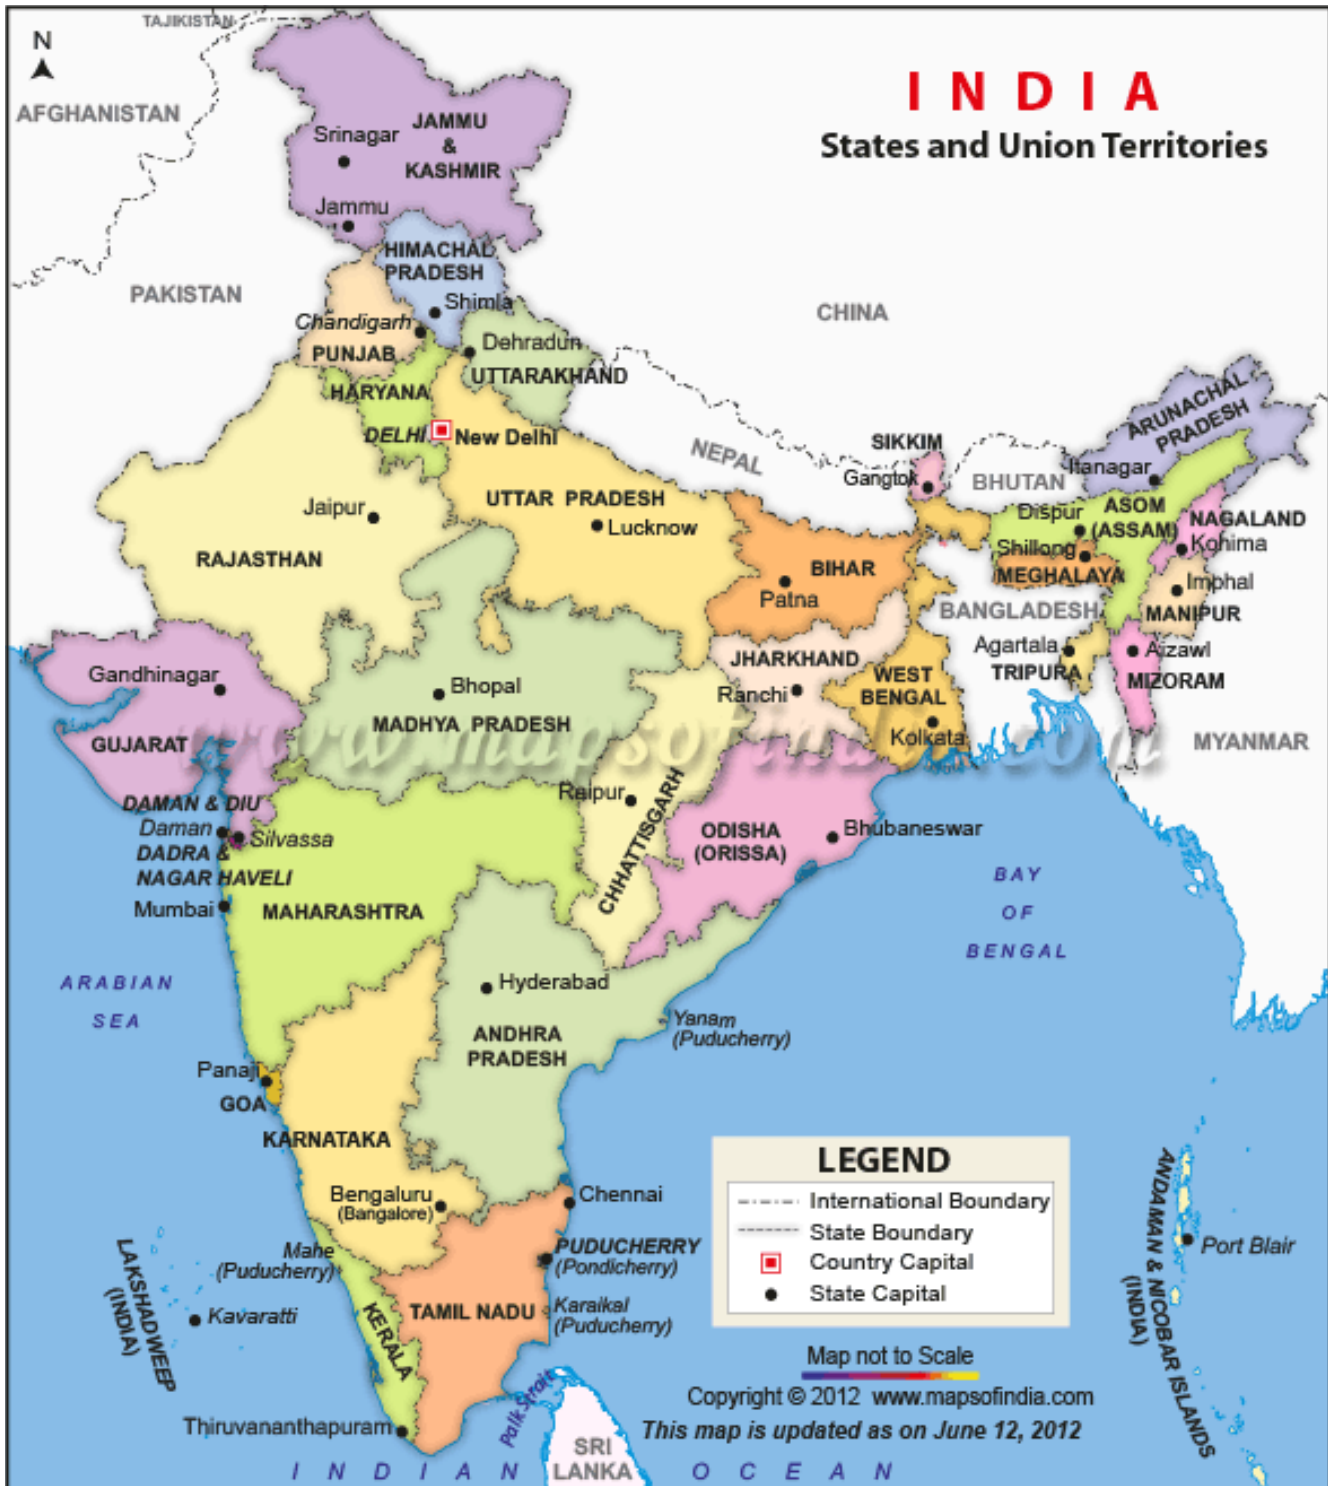 TAJIKISTAN
N
AFGHANISTAN
INDIA
States and Union Territories
JAMMU
&
KASHMIR
Srinagar
Jammu
HIMACHAL
PRADESH
PAKISTAN
CHINA
Shimla
Chandigarh
PUNJAB
Dehradun
UTTARAKHAND
HARYANA
DELHI
New Delhi
NEPAL
SIKKIM
Gangtok
BHUTAN
ARUNACHAL
PRADESH
Itanagar
UTTAR PRADESH
Lucknow
Jaipur
RAJASTHAN
BIHAR
Patna
Dispur
ASOM
(ASSAM)
NAGALAND
Kohima
Shillong
MEGHALAYA
Imphal
MANIPUR
BANGLADESH
Agartala
TRIPURA
Aizawl
MIZORAM
MYANMAR
JHARKHAND
Ranchi
WEST
BENGAL
Kolkata
Gandhinagar
GUJARAT
Bhopal
MADHYA PRADESH
www.mapsofindia.com
Raipur
CHHATTISGARH
ODISHA
(ORISSA)
Bhubaneswar
DAMAN & DIU
Daman
Silvassa
DADRA &
NAGAR HAVELI
Mumbai
MAHARASHTRA
BAY
OF
BENGAL
ARABIAN
SEA
Hyderabad
ANDHRA
PRADESH
Yanam
(Puducherry)
Panaji
GOA
KARNATAKA
Bengaluru
(Bangalore)
Chennai
Mahe
(Puducherry)
PUDUCHERRY
(Pondicherry)
TAMIL NADU
Karaikal
(Puducherry)
KERALA
LAKSHADWEEP
(INDIA)
Kavaratti
Thiruvananthapuram
Palk Strait
SRI
LANKA
INDIAN OCEAN
LEGEND
International Boundary
State Boundary
Country Capital
State Capital
ANDAMAN & NICOBAR ISLANDS
(INDIA)
Port Blair
Map not to Scale
Copyright © 2012 www.mapsofindia.com
This map is updated as on June 12, 2012